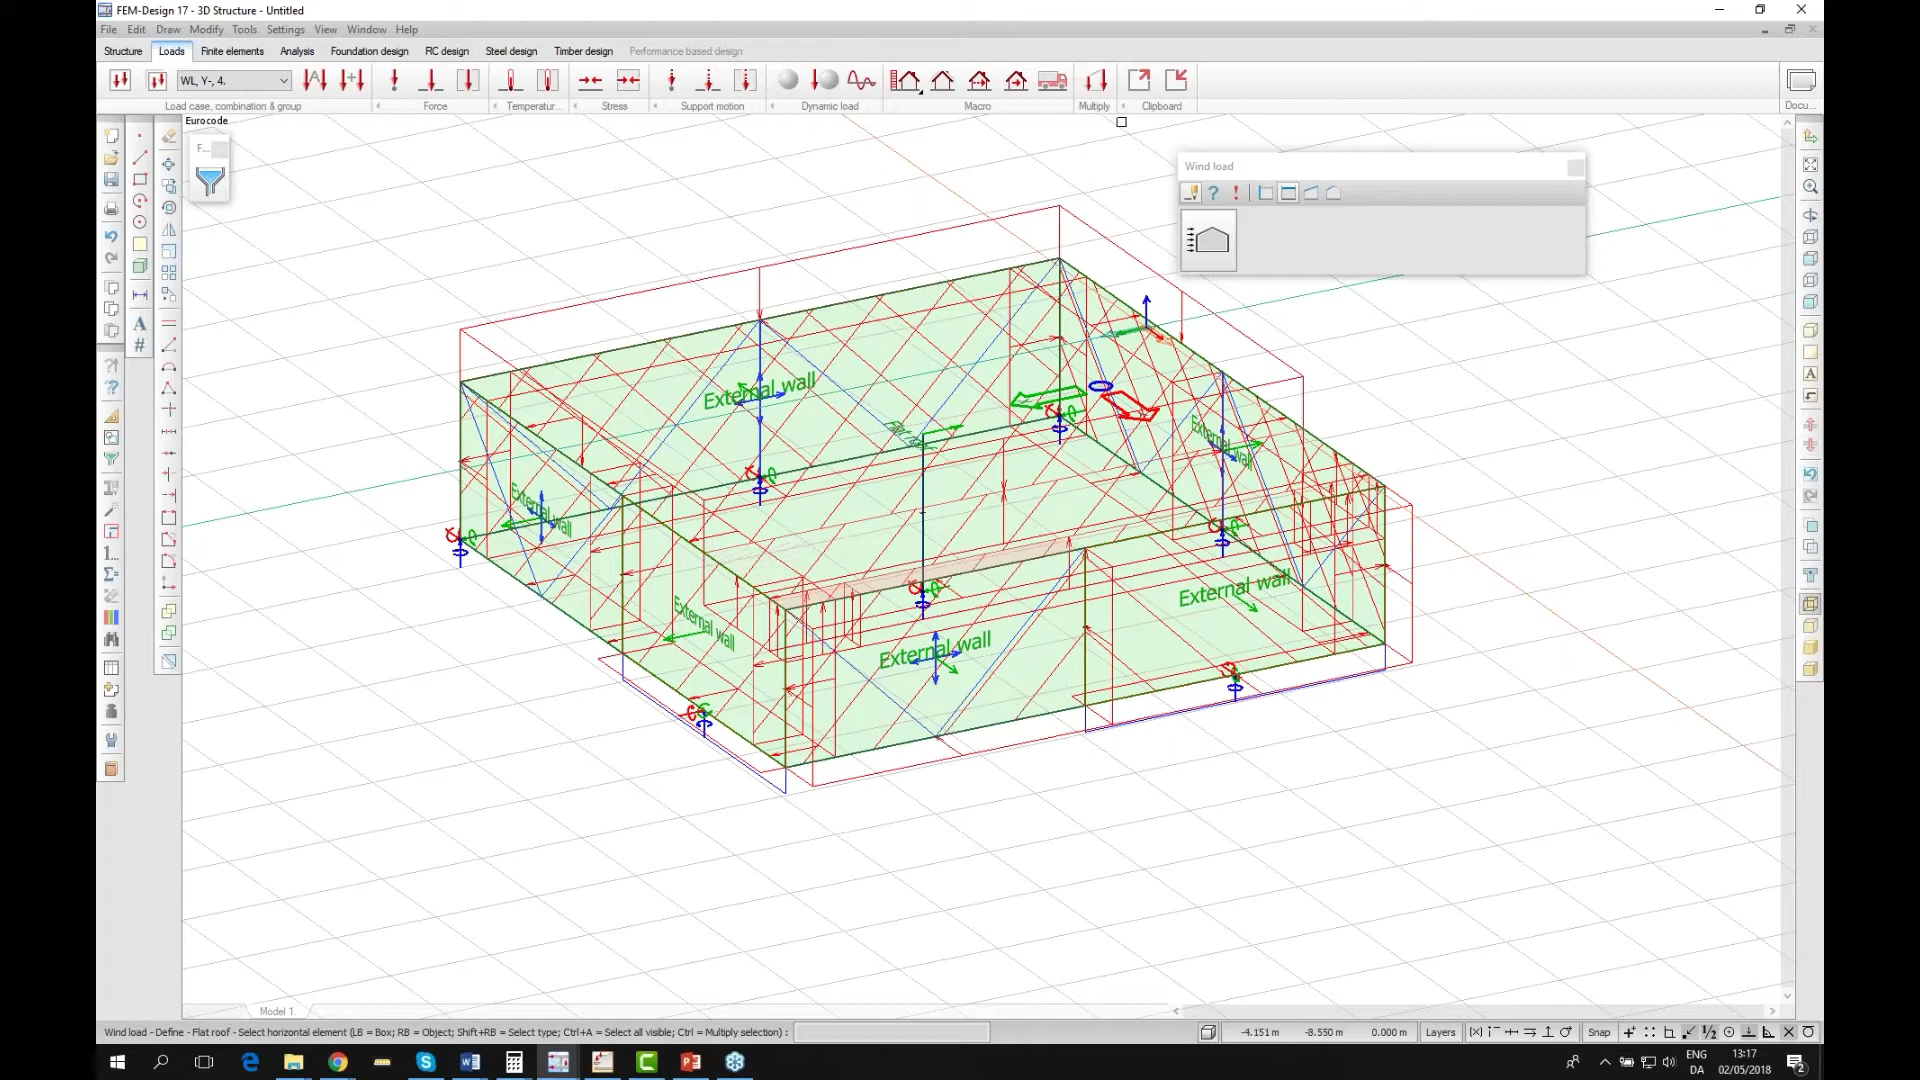 FEM-Design 17 - 3D Structure - Untitled
File Edit Draw Modify Tools Settings View Window Help
Structure Loads Finite elements Analysis Foundation design RC design Steel design Timber design Performance based design
WL, Y-, 4.
Load case, combination & group Force Temperatur... Stress Support motion Dynamic load Macro Multiply Clipboard Docu...
Eurocode
F...
Wind load
External wall
External wall
External wall
External wall
External wall
External wall
Model 1.
Wind load - Define - Flat roof - Select horizontal element (LB = Box; RB = Object; Shift+RB = Select type; Ctrl+A = Select all visible; Ctrl = Multiply selection) :
-4.151 m -8.550 m 0.000 m Layers Snap
ENG 13:17
DA 02/05/2018
2